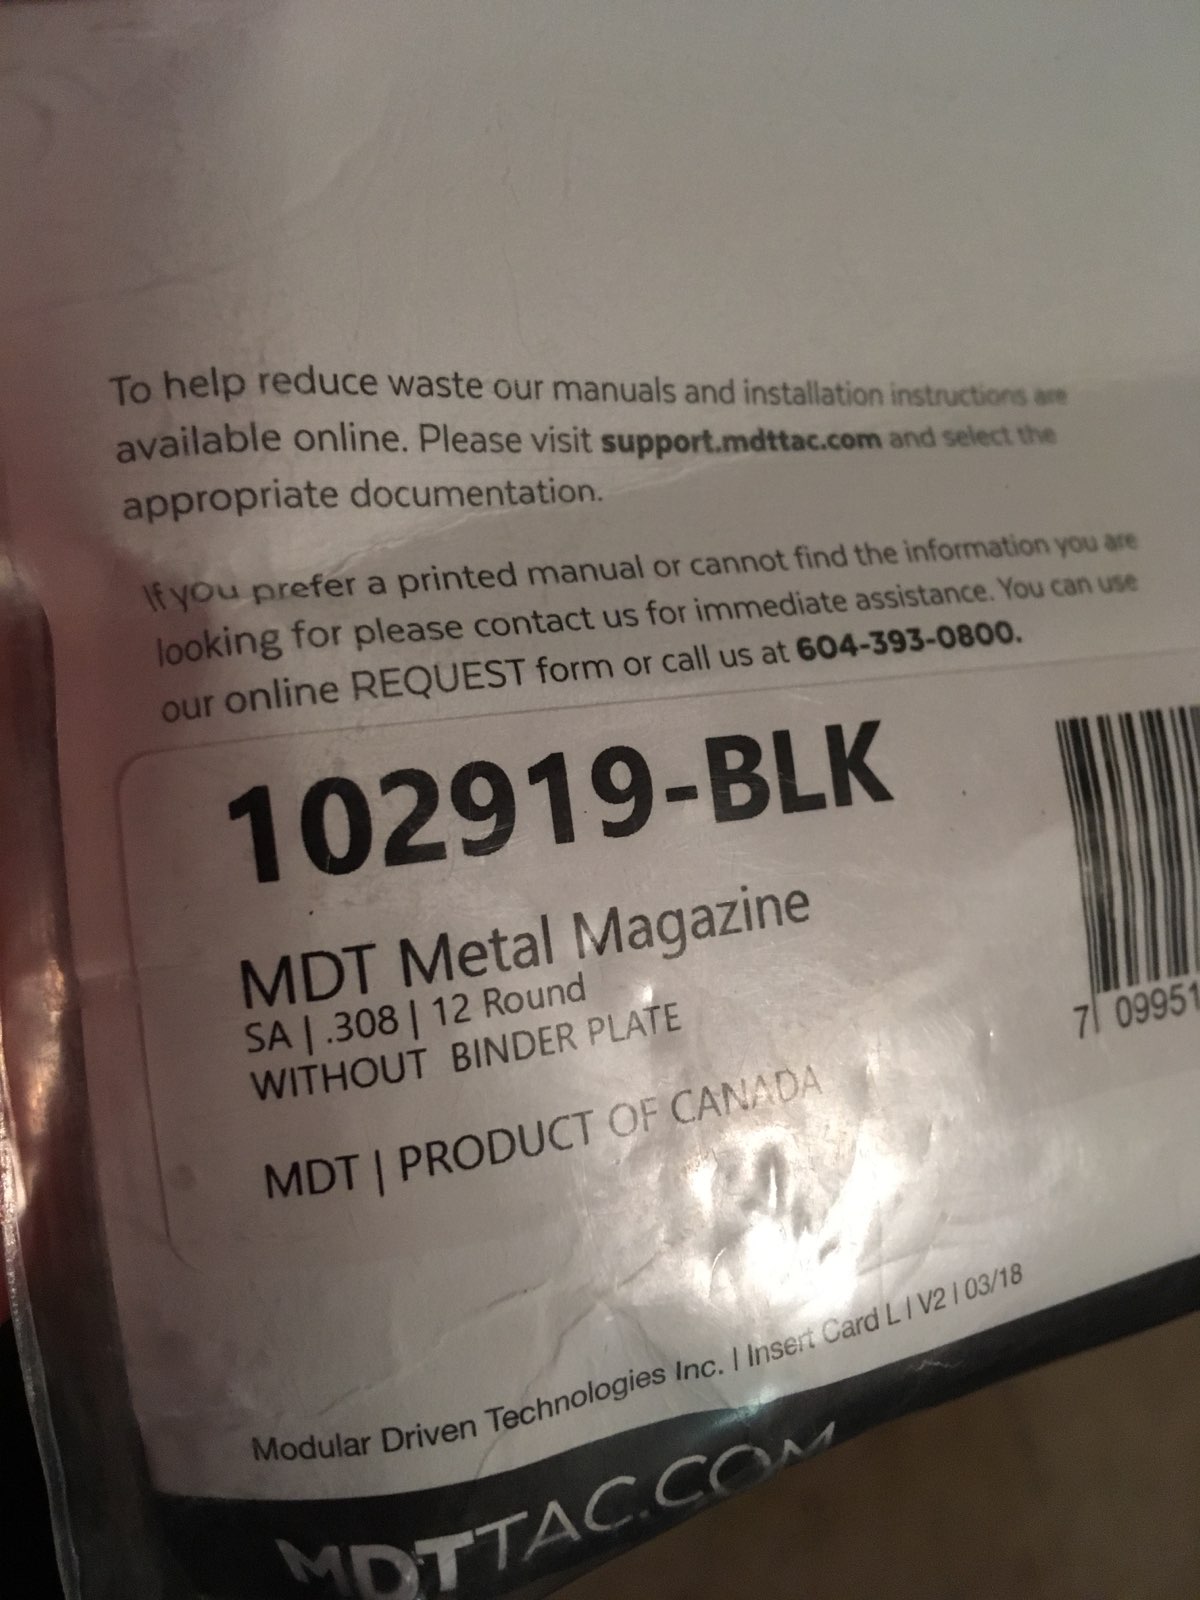 To help reduce waste our manuals and installation instructions are
available online. Please visit support.mdttac.com and select the
appropriate documentation.
If you prefer a printed manual or cannot find the information you are
looking for please contact us for immediate assistance. You can use
our online REQUEST form or call us at 604-393-0800.
102919-BLK
MDT Metal Magazine
SA | .308 | 12 Round
WITHOUT BINDER PLATE
MDT | PRODUCT OF CANADA
7 09951
Modular Driven Technologies Inc. | Insert Card L | V2 | 03/18
MDTTAC.COM